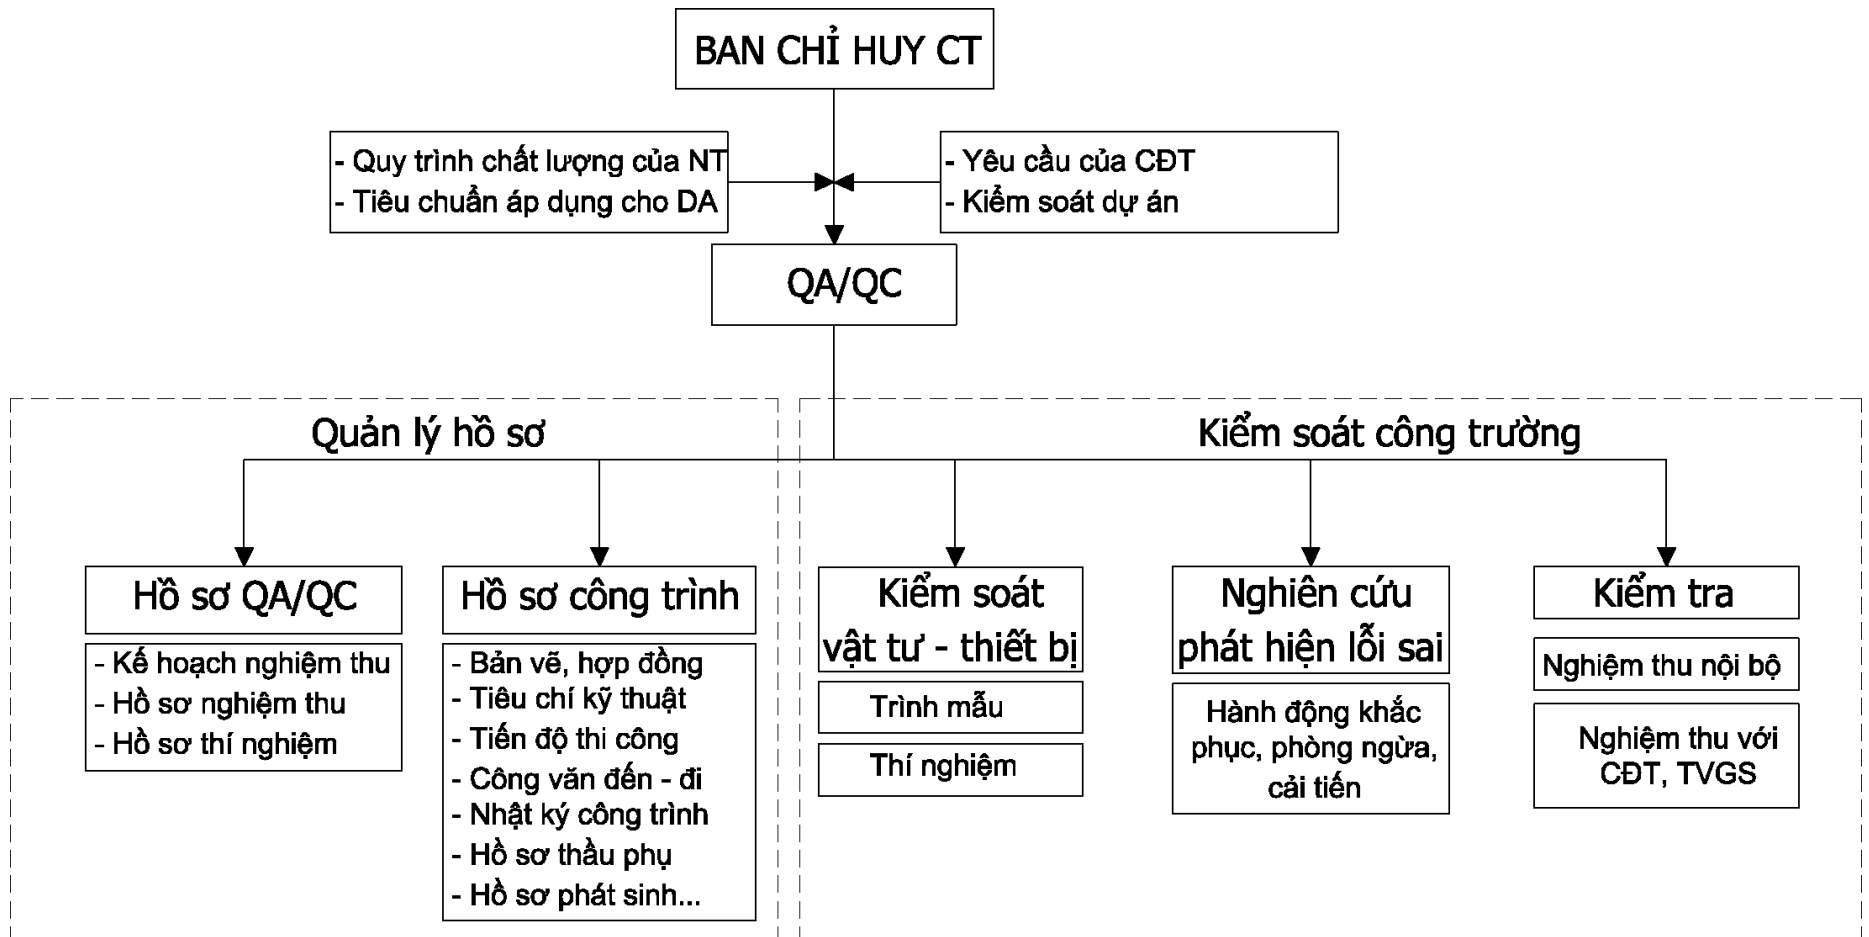 BAN CHỈ HUY CT
- Quy trình chất lượng của NT
- Tiêu chuẩn áp dụng cho DA
- Yêu cầu của CĐT
- Kiểm soát dự án
QA/QC
Quản lý hồ sơ
Kiểm soát công trường
Hồ sơ QA/QC
- Kế hoạch nghiệm thu
- Hồ sơ nghiệm thu
- Hồ sơ thí nghiệm
Hồ sơ công trình
- Bản vẽ, hợp đồng
- Tiêu chí kỹ thuật
- Tiến độ thi công
- Công văn đến - đi
- Nhật ký công trình
- Hồ sơ thầu phụ
- Hồ sơ phát sinh...
Kiểm soát
vật tư - thiết bị
Trình mẫu
Thí nghiệm
Nghiên cứu
phát hiện lỗi sai
Hành động khắc
phục, phòng ngừa,
cải tiến
Kiểm tra
Nghiệm thu nội bộ
Nghiệm thu với
CĐT, TVGS